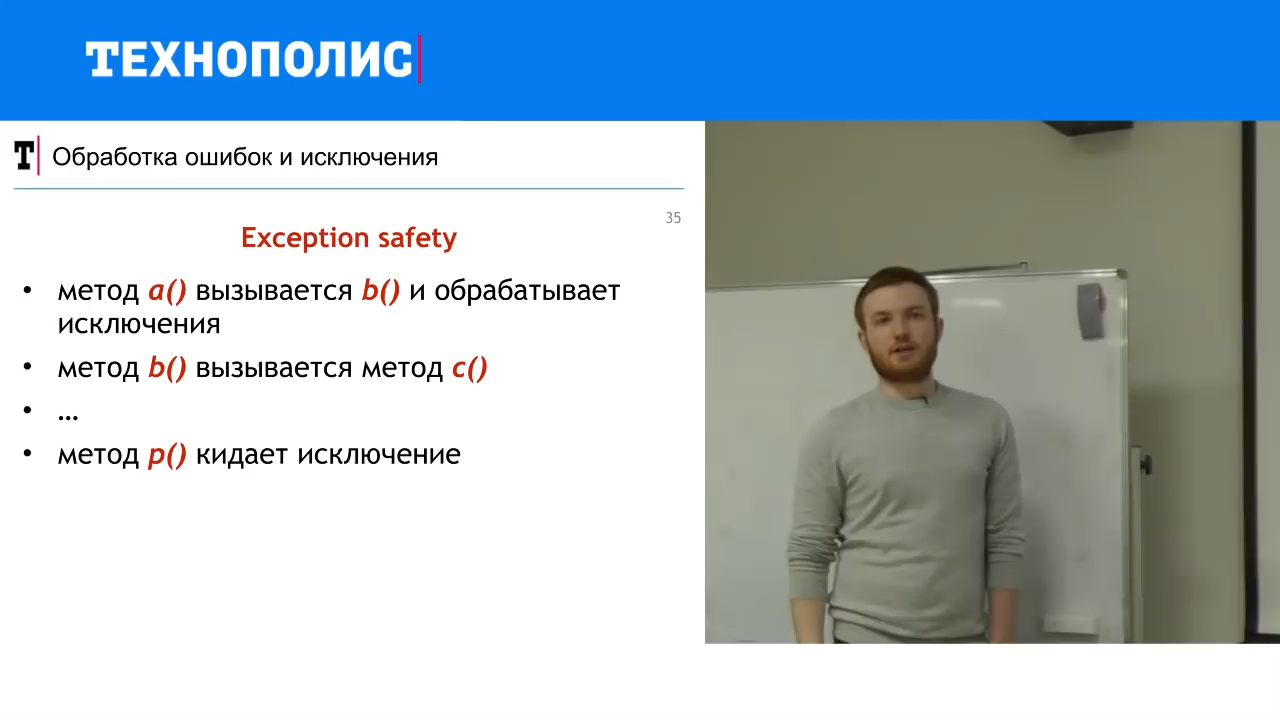 ТЕХНОПОЛИС
Т Обработка ошибок и исключения
35
Exception safety
• метод a() вызывается b() и обрабатывает
исключения
• метод b() вызывается метод c()
• …
• метод p() кидает исключение